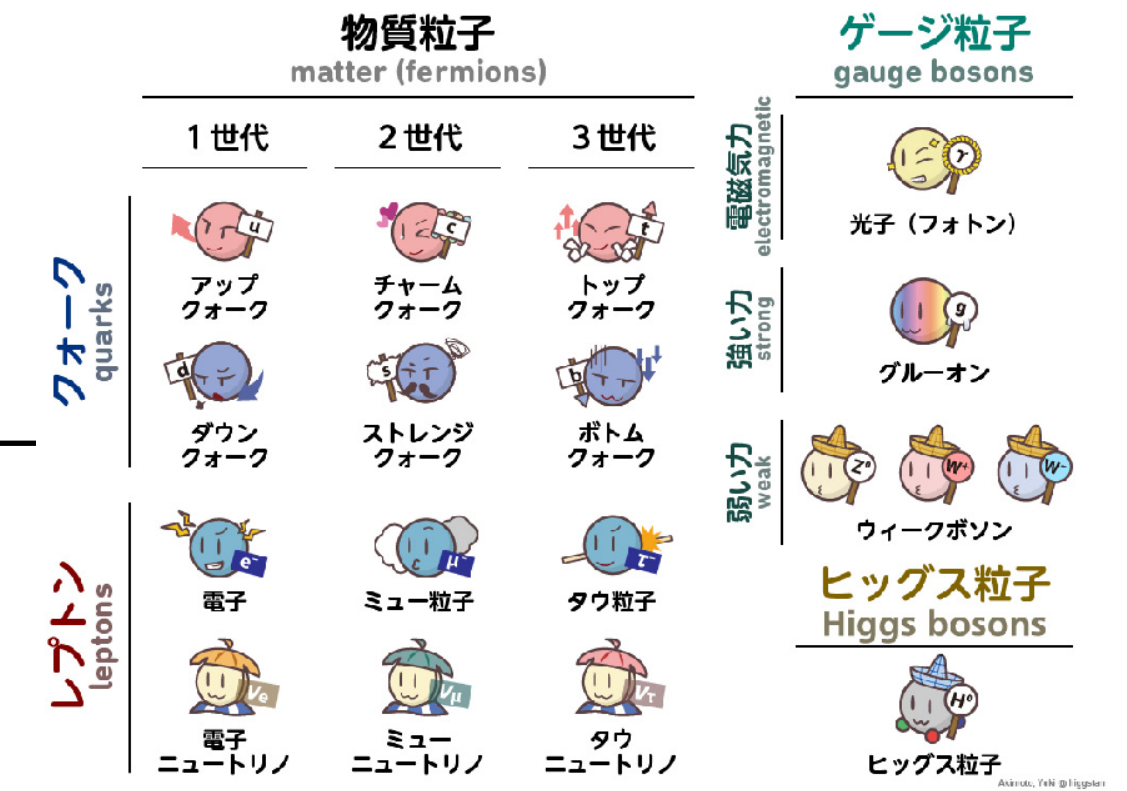 物質粒子
matter (fermions)
1世代
2世代
3世代
クォーク
quarks
u
アップ
クォーク
c
チャーム
クォーク
t
トップ
クォーク
d
ダウン
クォーク
s
ストレンジ
クォーク
b
ボトム
クォーク
レプトン
leptons
e⁻
電子
μ⁻
ミュー粒子
τ⁻
タウ粒子
νe
電子
ニュートリノ
νμ
ミュー
ニュートリノ
ντ
タウ
ニュートリノ
ゲージ粒子
gauge bosons
電磁気力
electromagnetic
γ
光子（フォトン）
強い力
strong
g
グルーオン
弱い力
weak
Z⁰
W⁺
W⁻
ウィークボソン
ヒッグス粒子
Higgs bosons
H⁰
ヒッグス粒子
Akimoto, Yuki @higgstan